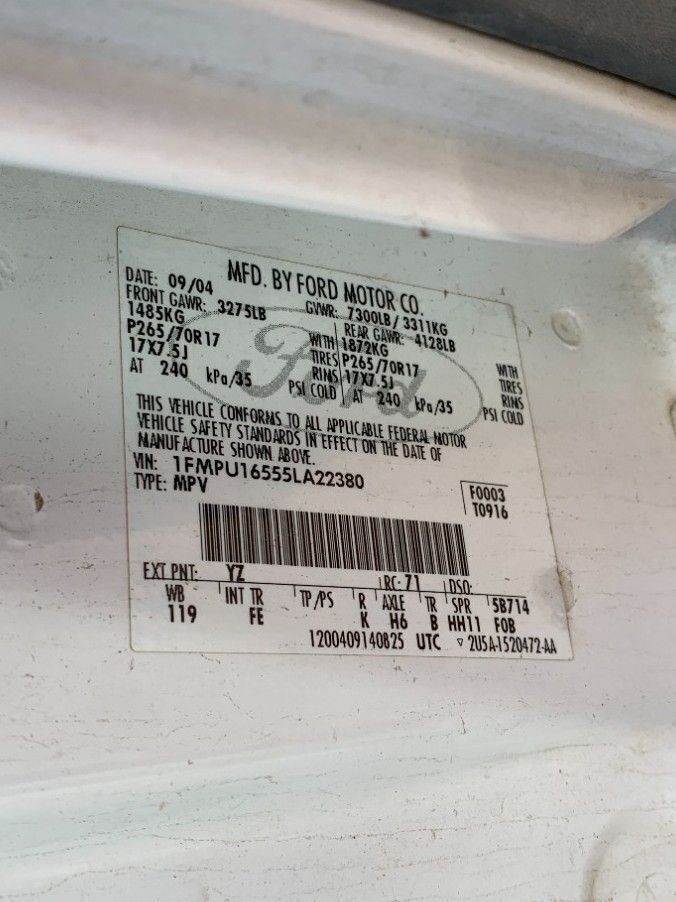 MFD. BY FORD MOTOR CO.
DATE: 09/04 GVWR: 7300LB / 3311KG
FRONT GAWR: 3275LB REAR GAWR: 4128LB
1485KG WITH 1872KG WITH
P265/70R17 TIRES P265/70R17 TIRES
17X7.5J RINS 17X7.5J RINS
AT 240 kPa/35 PSI COLD AT 240 kPa/35 PSI COLD
Ford
THIS VEHICLE CONFORMS TO ALL APPLICABLE FEDERAL MOTOR
VEHICLE SAFETY STANDARDS IN EFFECT ON THE DATE OF
MANUFACTURE SHOWN ABOVE.
VIN: 1FMPU16555LA22380
TYPE: MPV
F0003
T0916
EXT PNT: YZ RC: 71 DSO:
WB INT TR TP/PS R AXLE TR SPR 5B714
119 FE K H6 B HH11 FOB
1200409140825 UTC ▽ 2U5A-1520472-AA